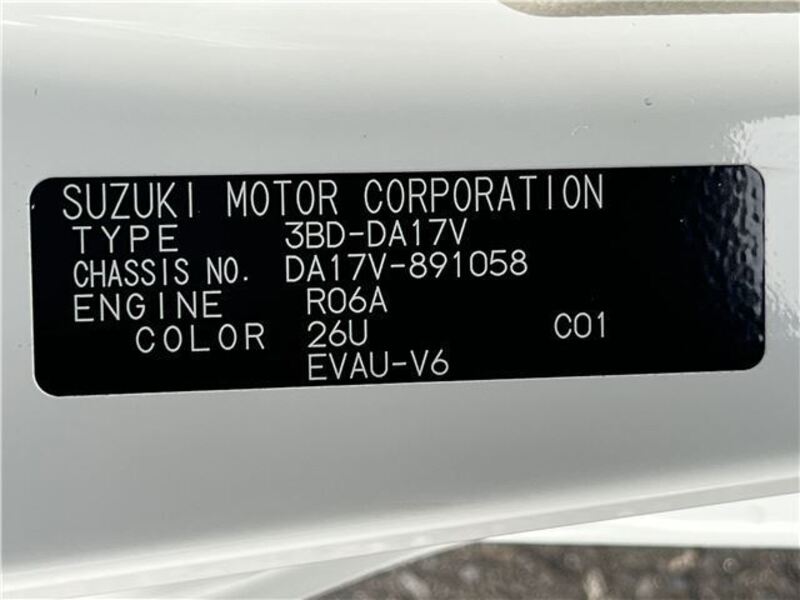 SUZUKI MOTOR CORPORATION
TYPE 3BD-DA17V
CHASSIS NO. DA17V-891058
ENGINE R06A
COLOR 26U C01
EVAU-V6